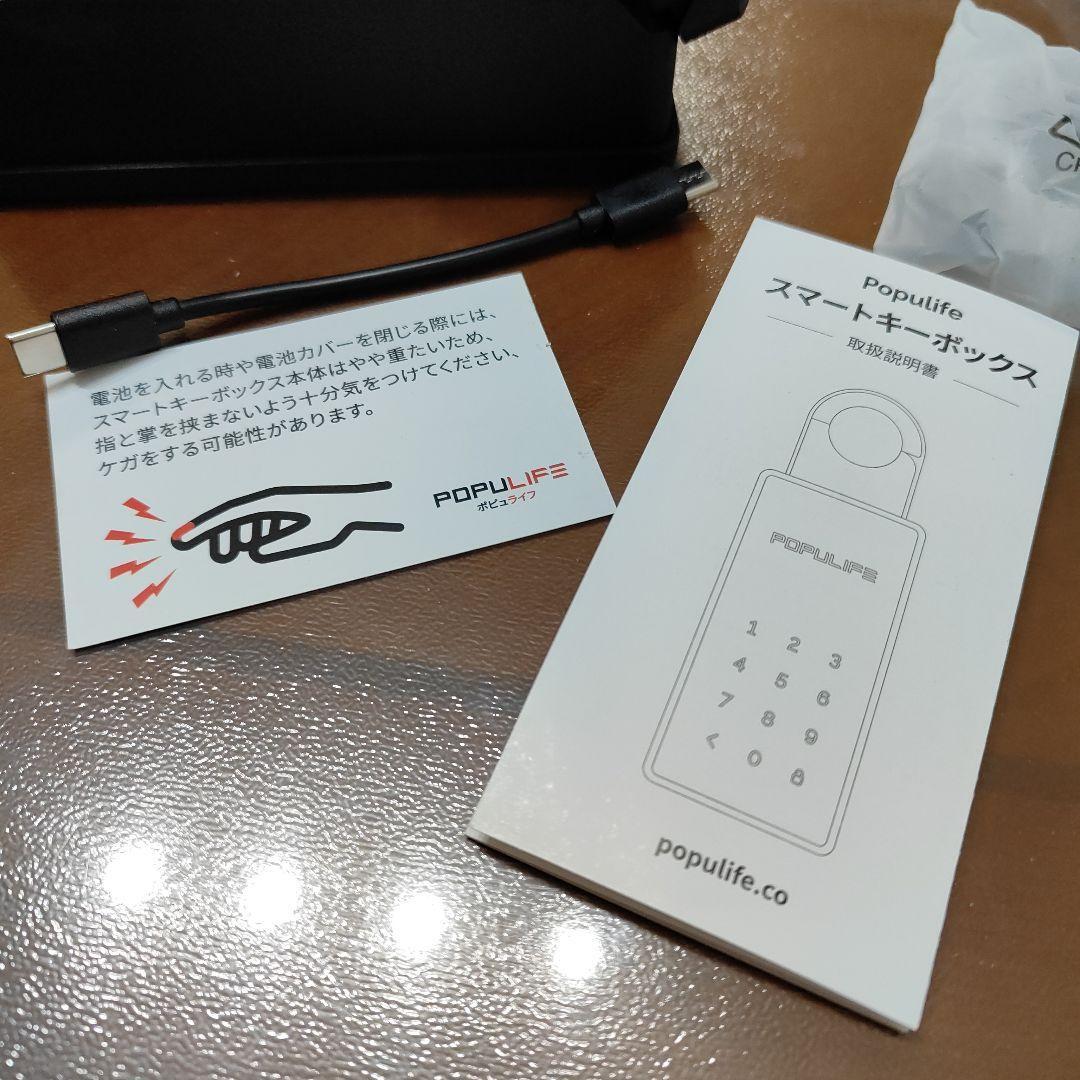 電池を入れる時や電池カバーを閉じる際には、
スマートキーボックス本体はやや重たいため、
指と掌を挟まないよう十分気をつけてください、
ケガをする可能性があります。
POPULIFE
ポピュライフ
Populife
スマートキーボックス
取扱説明書
POPULIFE
1 2 3
4 5 6
7 8 9
< 0
populife.co